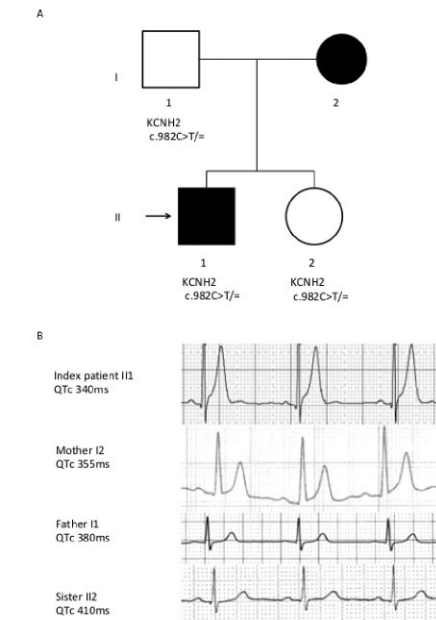 A
I
1
2
KCNH2
c.982C>T/=
II
1
2
KCNH2
c.982C>T/=
KCNH2
c.982C>T/=
B
Index patient II1
QTc 340ms
Mother I2
QTc 355ms
Father I1
QTc 380ms
Sister II2
QTc 410ms